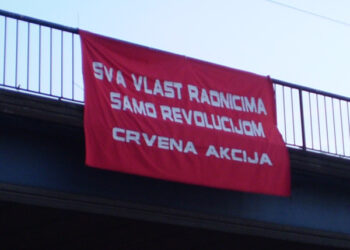 SVA VLAST RADNICIMA
SAMO REVOLUCIJOM
CRVENA AKCIJA